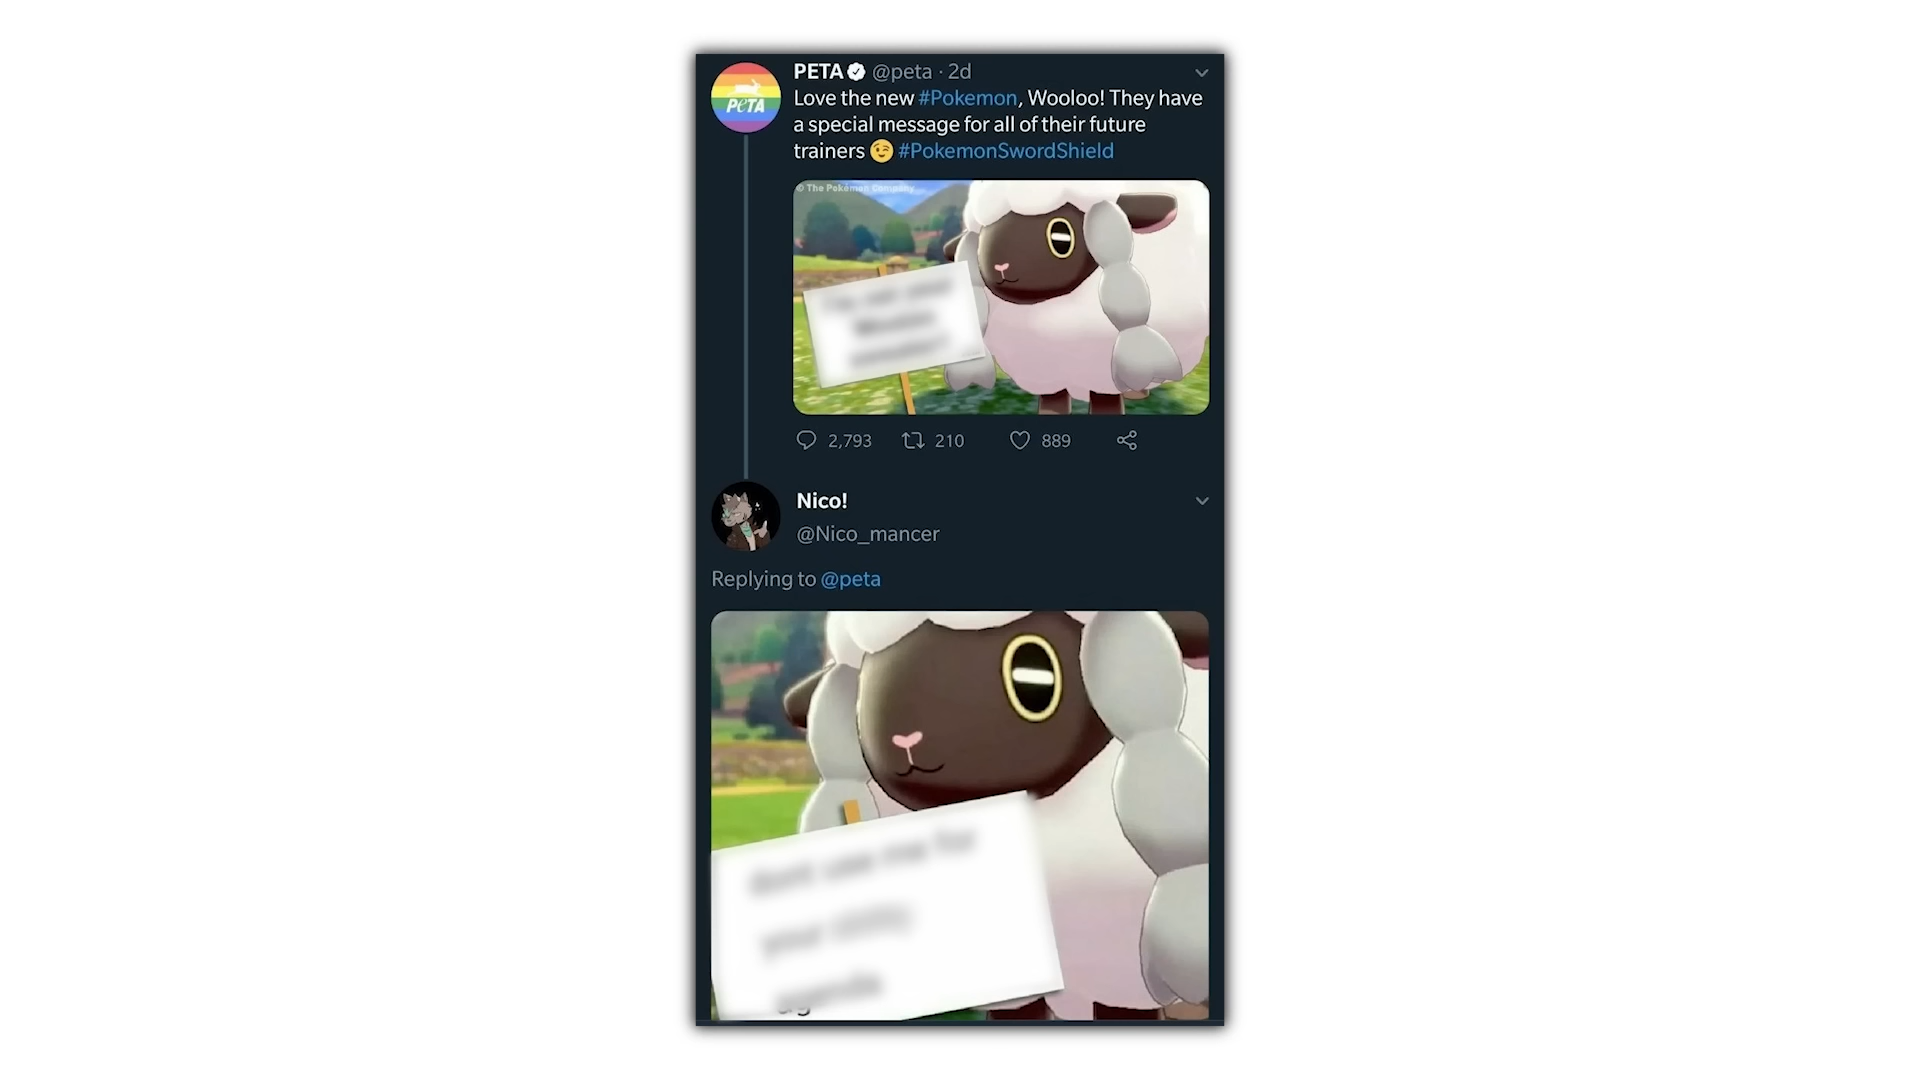 PETA @peta · 2d
Love the new #Pokemon, Wooloo! They have
a special message for all of their future
trainers 😉 #PokemonSwordShield
PeTA
© The Pokémon Company
2,793 210 889
Nico!
@Nico_mancer
Replying to @peta